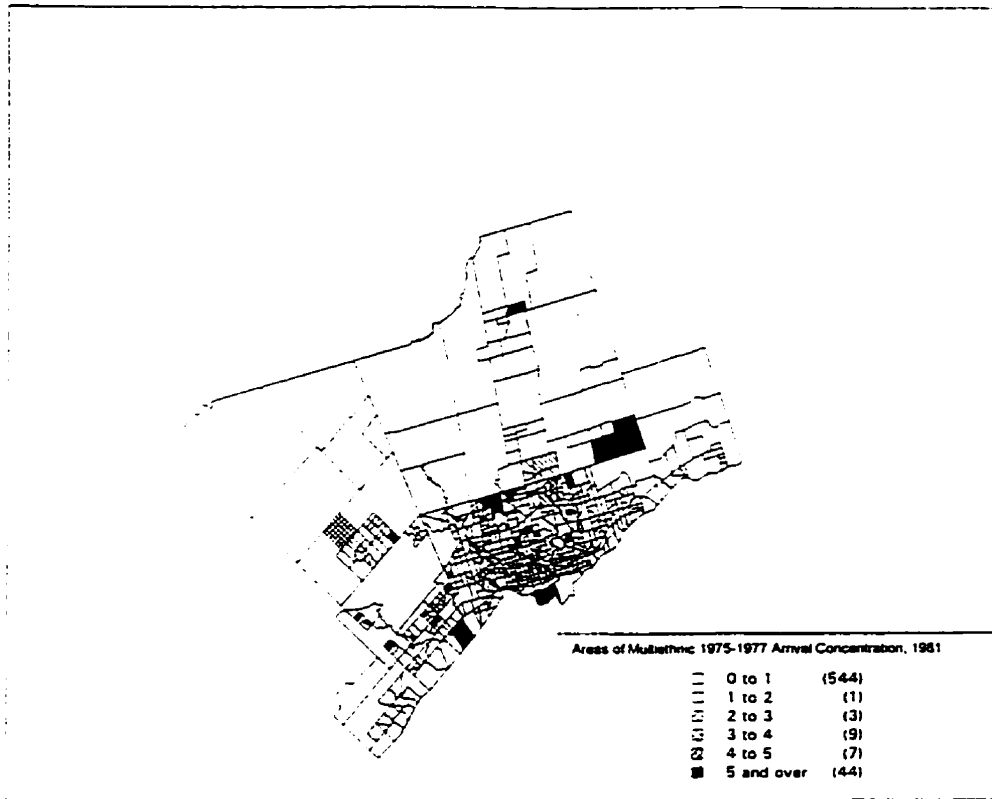 Areas of Multiethnic 1975-1977 Arrival Concentration, 1981
0 to 1 (544)
1 to 2 (1)
2 to 3 (3)
3 to 4 (9)
4 to 5 (7)
5 and over (44)